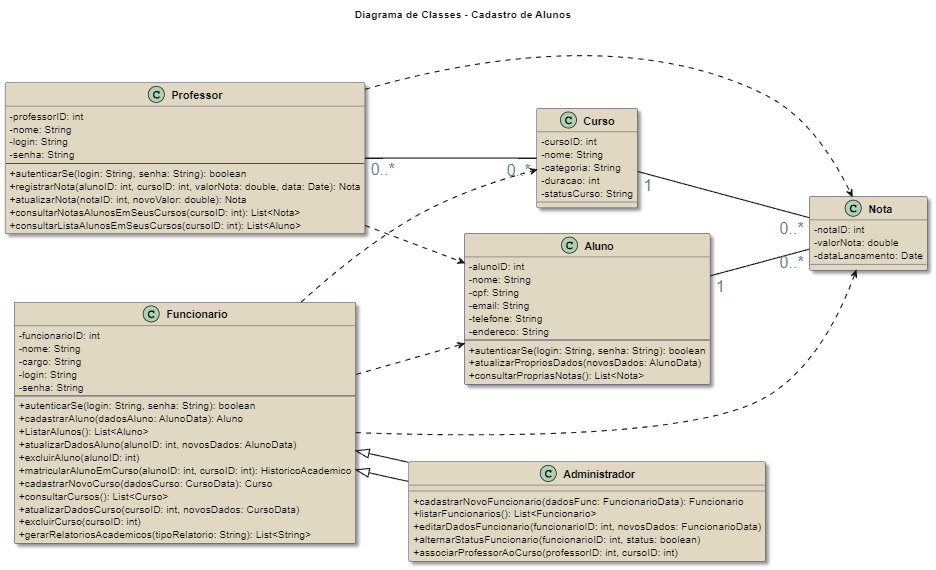 Diagrama de Classes - Cadastro de Alunos
C Professor
-professorID: int
-nome: String
-login: String
-senha: String
+autenticarSe(login: String, senha: String): boolean
+registrarNota(alunoID: int, cursoID: int, valorNota: double, data: Date): Nota
+atualizarNota(notaID: int, novoValor: double): Nota
+consultarNotasAlunosEmSeusCursos(cursoID: int): List<Nota>
+consultarListaAlunosEmSeusCursos(cursoID: int): List<Aluno>
0..*
0..*
C Curso
-cursoID: int
-nome: String
-categoria: String
-duracao: int
-statusCurso: String
1
0..*
C Nota
-notaID: int
-valorNota: double
-dataLancamento: Date
0..*
1
C Aluno
-alunoID: int
-nome: String
-cpf: String
-email: String
-telefone: String
-endereco: String
+autenticarSe(login: String, senha: String): boolean
+atualizarPropriosDados(novosDados: AlunoData)
+consultarPropriasNotas(): List<Nota>
C Funcionario
-funcionarioID: int
-nome: String
-cargo: String
-login: String
-senha: String
+autenticarSe(login: String, senha: String): boolean
+cadastrarAluno(dadosAluno: AlunoData): Aluno
+ListarAlunos(): List<Aluno>
+atualizarDadosAluno(alunoID: int, novosDados: AlunoData)
+excluirAluno(alunoID: int)
+matricularAlunoEmCurso(alunoID: int, cursoID: int): HistoricoAcademico
+cadastrarNovoCurso(dadosCurso: CursoData): Curso
+consultarCursos(): List<Curso>
+atualizarDadosCurso(cursoID: int, novosDados: CursoData)
+excluirCurso(cursoID: int)
+gerarRelatoriosAcademicos(tipoRelatorio: String): List<String>
C Administrador
+cadastrarNovoFuncionario(dadosFunc: FuncionarioData): Funcionario
+listarFuncionarios(): List<Funcionario>
+editarDadosFuncionario(funcionarioID: int, novosDados: FuncionarioData)
+alternarStatusFuncionario(funcionarioID: int, status: boolean)
+associarProfessorAoCurso(professorID: int, cursoID: int)